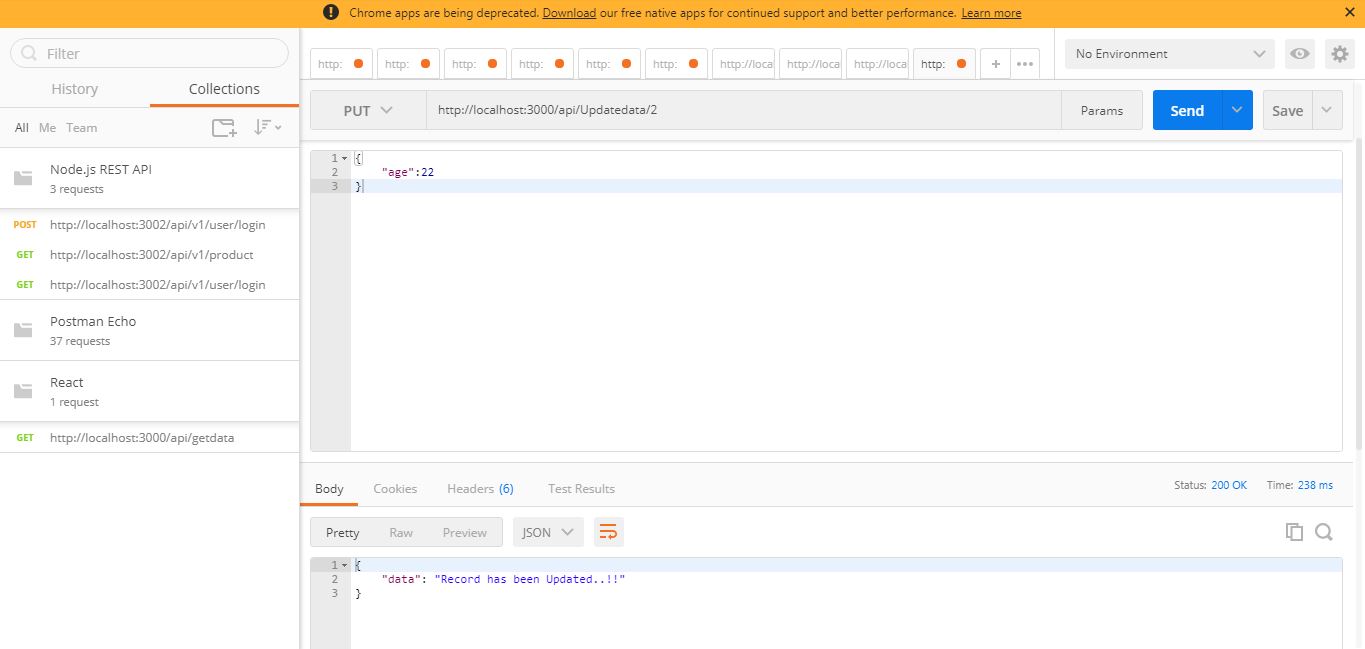 Chrome apps are being deprecated. Download our free native apps for continued support and better performance. Learn more
Filter
History Collections
All Me Team
Node.js REST API
3 requests
POST http://localhost:3002/api/v1/user/login
GET http://localhost:3002/api/v1/product
GET http://localhost:3002/api/v1/user/login
Postman Echo
37 requests
React
1 request
GET http://localhost:3000/api/getdata
http: http: http: http: http: http: http://loca http://loca http://loca http: + •••
No Environment
PUT http://localhost:3000/api/Updatedata/2 Params Send Save
1 {
2 "age":22
3 }
Body Cookies Headers (6) Test Results Status: 200 OK Time: 238 ms
Pretty Raw Preview JSON
1 {
2 "data": "Record has been Updated..!!"
3 }